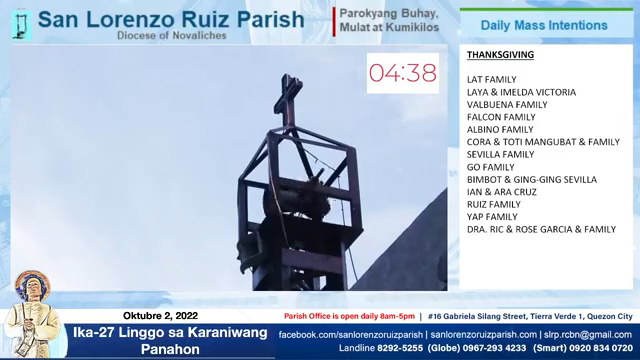 San Lorenzo Ruiz Parish
Diocese of Novaliches
Parokyang Buhay,
Mulat at Kumikilos
Daily Mass Intentions
04:38
THANKSGIVING
LAT FAMILY
LAYA & IMELDA VICTORIA
VALBUENA FAMILY
FALCON FAMILY
ALBINO FAMILY
CORA & TOTI MANGUBAT & FAMILY
SEVILLA FAMILY
GO FAMILY
BIMBOT & GING-GING SEVILLA
IAN & ARA CRUZ
RUIZ FAMILY
YAP FAMILY
DRA. RIC & ROSE GARCIA & FAMILY
Oktubre 2, 2022
Ika-27 Linggo sa Karaniwang
Panahon
Parish Office is open daily 8am-5pm | #16 Gabriela Silang Street, Tierra Verde 1, Quezon City
facebook.com/sanlorenzoruizparish | sanlorenzoruizparish.com | slrp.rcbn@gmail.com
Landline 8292-5255 (Globe) 0967-293 4233 (Smart) 0920 834 0720